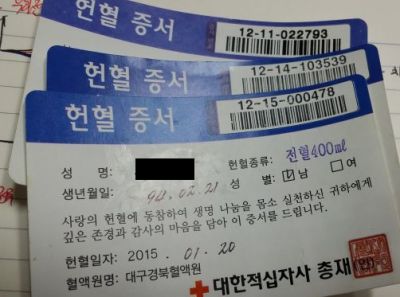 헌혈 증서
12-11-022793
헌혈 증서
12-14-103539
헌혈 증서
12-15-000478
성 명: 헌혈종류: 전혈400ml
생년월일: 94.02.21 성 별: ☑남 □여
사랑의 헌혈에 동참하여 생명 나눔을 몸소 실천하신 귀하에게
깊은 존경과 감사의 마음을 담아 이 증서를 드립니다.
헌혈일자: 2015 . 01 . 20
혈액원명: 대구경북혈액원
대한적십자사 총재 (인)